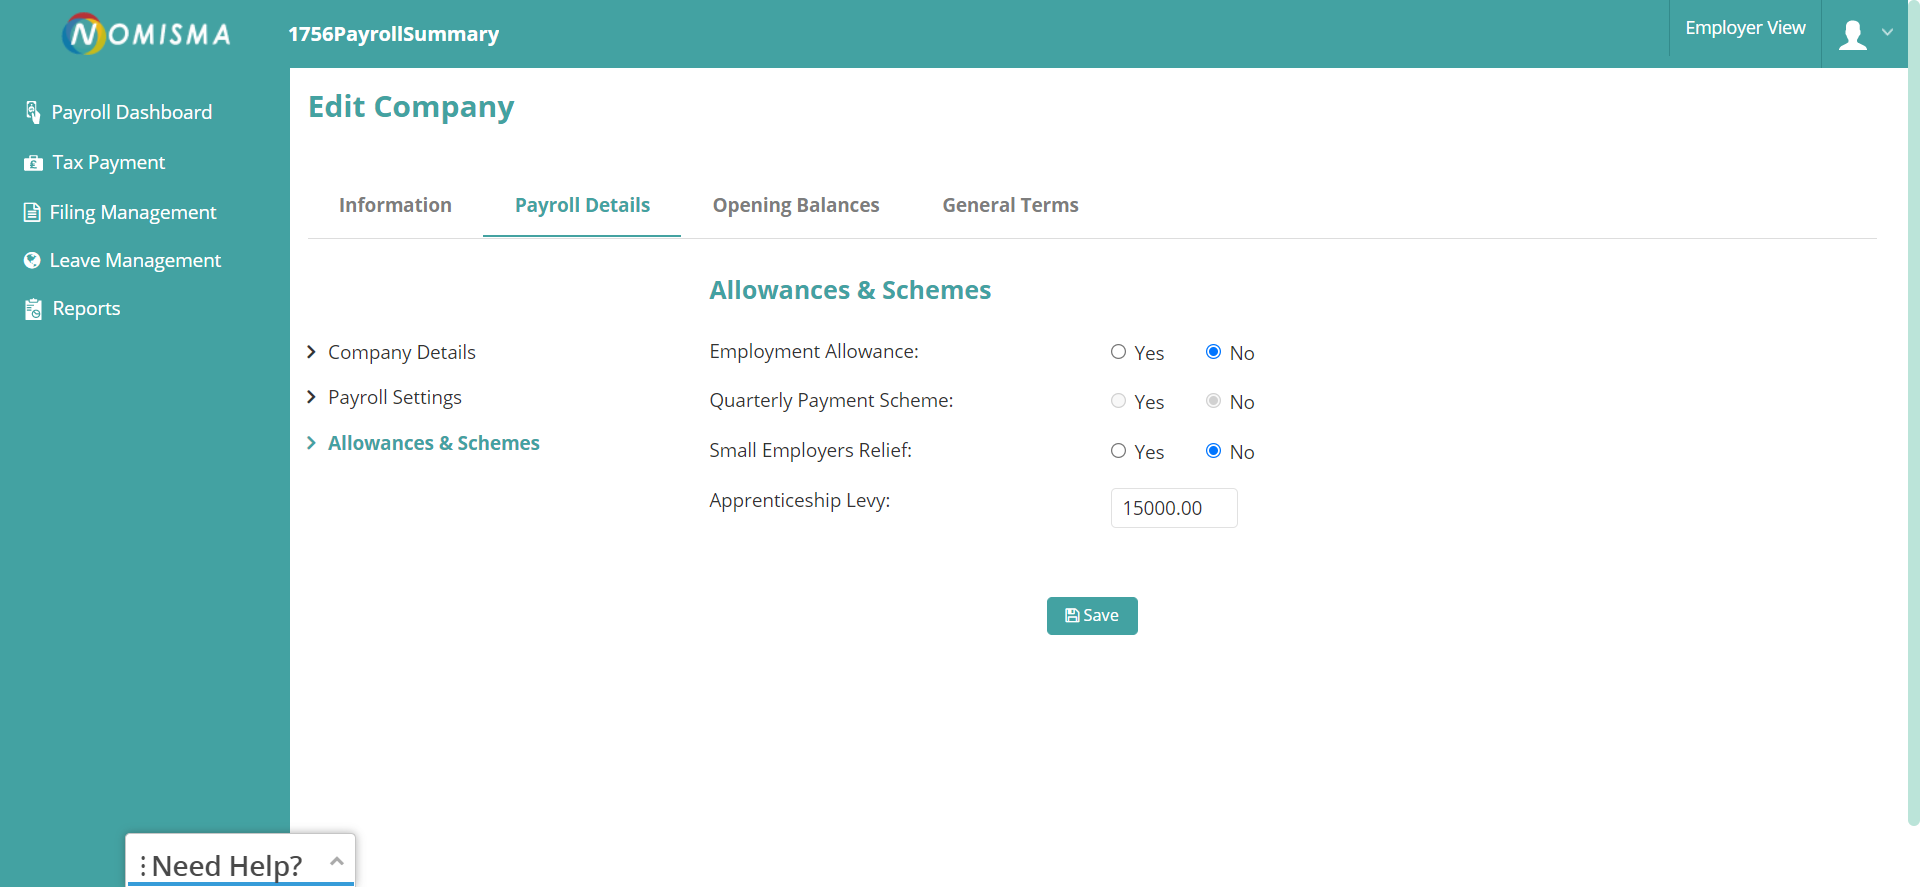 NOMISMA
1756PayrollSummary
Employer View
Payroll Dashboard
Tax Payment
Filing Management
Leave Management
Reports
Edit Company
Information
Payroll Details
Opening Balances
General Terms
Company Details
Payroll Settings
Allowances & Schemes
Allowances & Schemes
Employment Allowance: Yes No
Quarterly Payment Scheme: Yes No
Small Employers Relief: Yes No
Apprenticeship Levy: 15000.00
Save
Need Help?